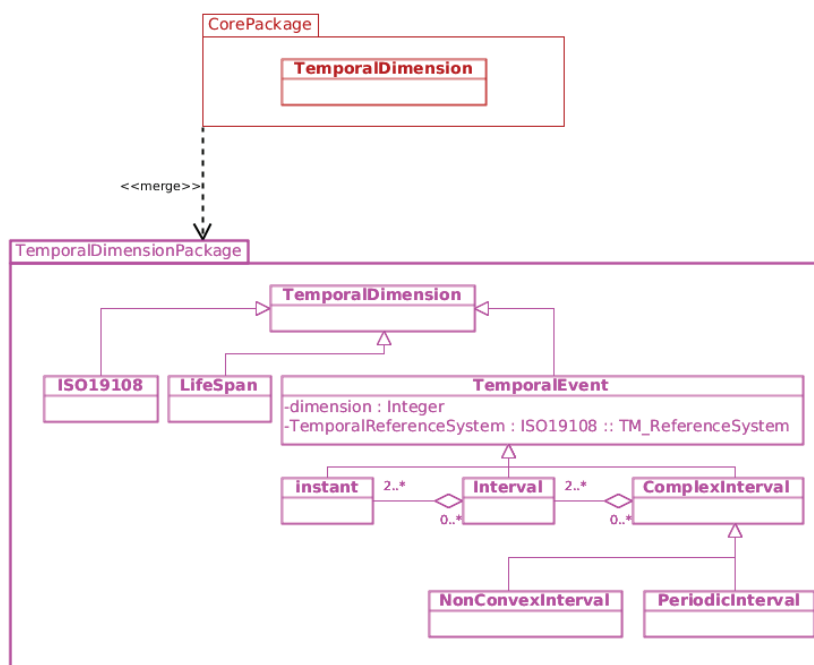 CorePackage
TemporalDimension
<<merge>>
TemporalDimensionPackage
TemporalDimension
ISO19108
LifeSpan
TemporalEvent
-dimension : Integer
-TemporalReferenceSystem : ISO19108 :: TM_ReferenceSystem
instant
2..*
0..*
Interval
2..*
0..*
ComplexInterval
NonConvexInterval
PeriodicInterval